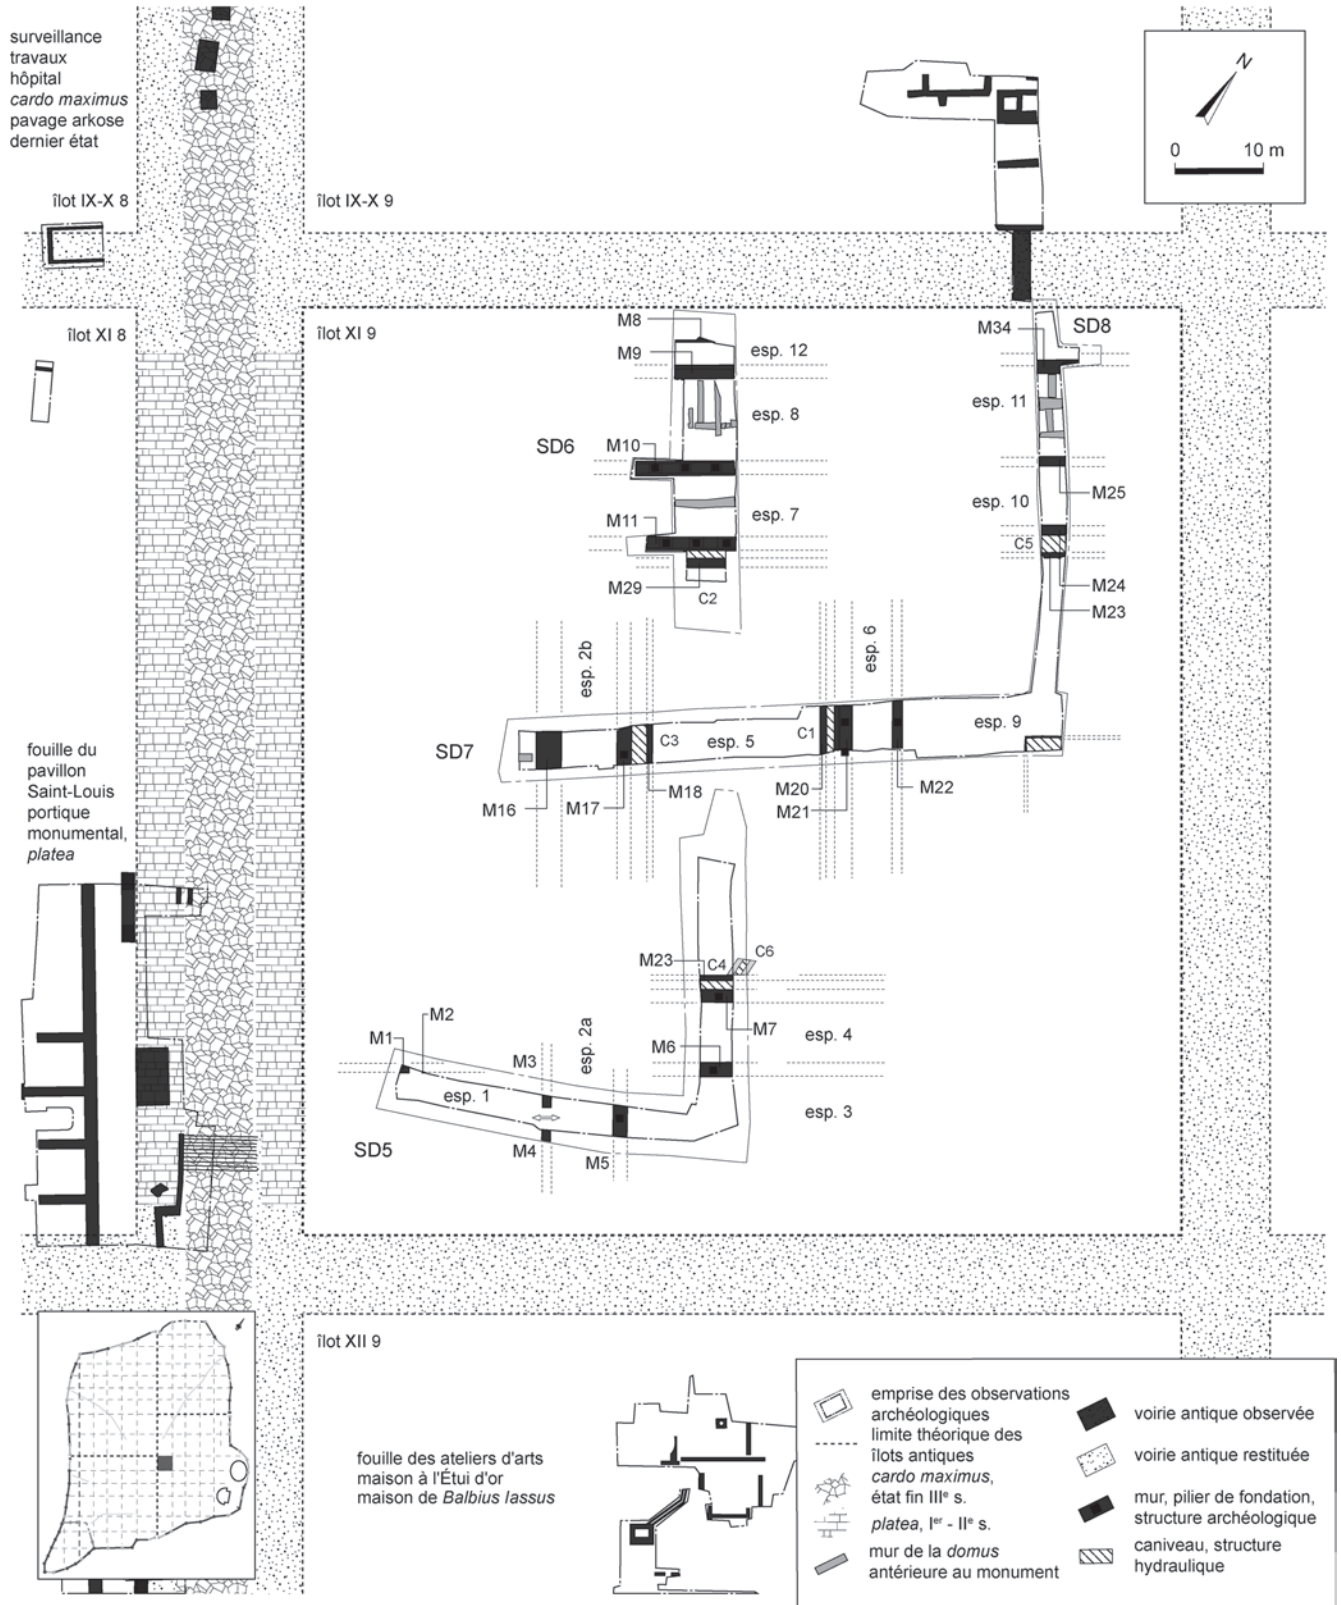 surveillance
travaux
hôpital
cardo maximus
pavage arkose
dernier état
N
0 10 m
îlot IX-X 8
îlot IX-X 9
îlot XI 8
îlot XI 9
M8
M9
esp. 12
esp. 8
SD6
M10
M11
esp. 7
M29
C2
M34
SD8
esp. 11
M25
esp. 10
C5
M24
M23
esp. 2b
esp. 6
SD7
C3
esp. 5
C1
esp. 9
M16
M17
M18
M20
M21
M22
fouille du
pavillon
Saint-Louis
portique
monumental,
platea
M23
C4
C6
M7
esp. 4
M6
esp. 3
M1
M2
M3
esp. 2a
esp. 1
SD5
M4
M5
îlot XII 9
fouille des ateliers d'arts
maison à l'Étui d'or
maison de Balbius Iassus
emprise des observations
archéologiques
limite théorique des
îlots antiques
cardo maximus,
état fin IIIe s.
platea, Ier - IIe s.
mur de la domus
antérieure au monument
voirie antique observée
voirie antique restituée
mur, pilier de fondation,
structure archéologique
caniveau, structure
hydraulique